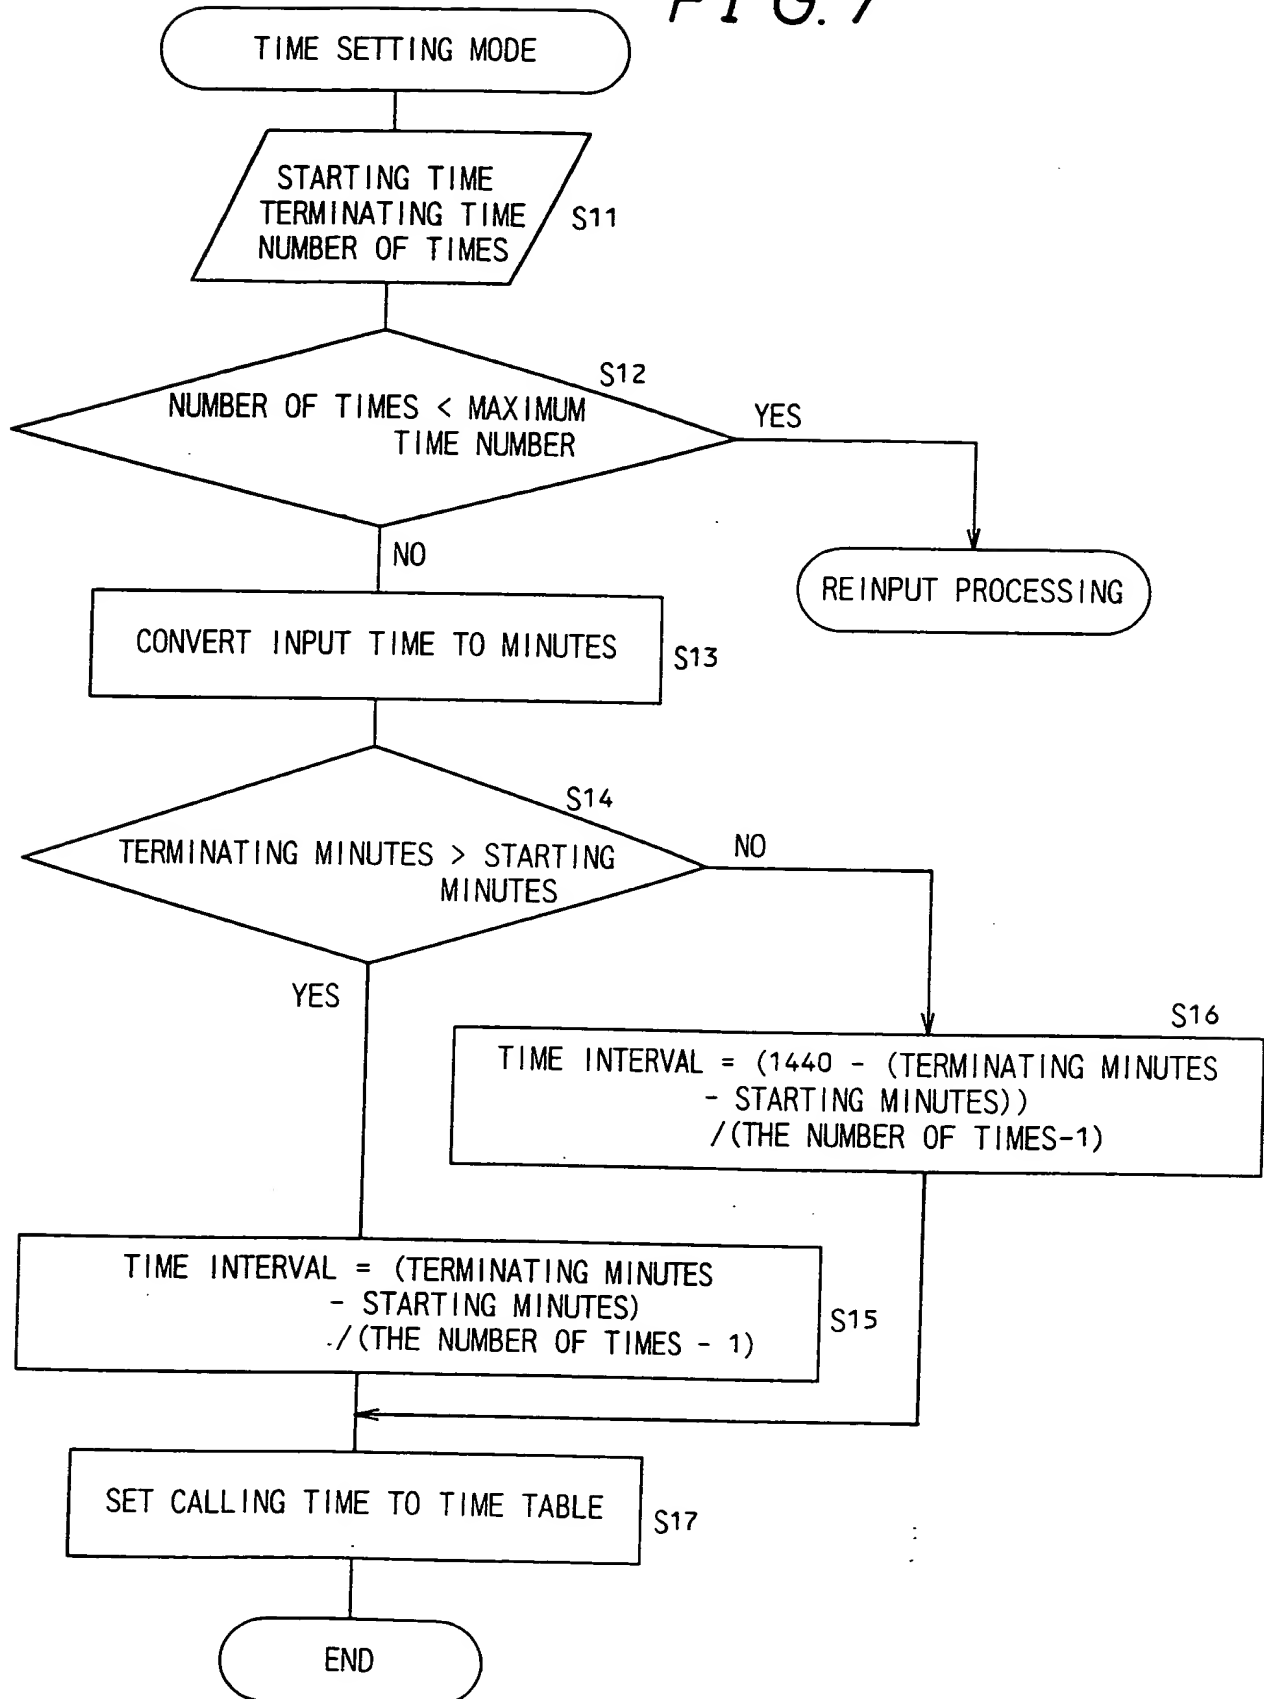 FIG. 7
TIME SETTING MODE
STARTING TIME
TERMINATING TIME
NUMBER OF TIMES
S11
S12
NUMBER OF TIMES < MAXIMUM
TIME NUMBER
YES
NO
REINPUT PROCESSING
CONVERT INPUT TIME TO MINUTES
S13
S14
TERMINATING MINUTES > STARTING
MINUTES
NO
YES
S16
TIME INTERVAL = (1440 - (TERMINATING MINUTES
- STARTING MINUTES))
/(THE NUMBER OF TIMES-1)
TIME INTERVAL = (TERMINATING MINUTES
- STARTING MINUTES)
/(THE NUMBER OF TIMES - 1)
S15
SET CALLING TIME TO TIME TABLE
S17
END